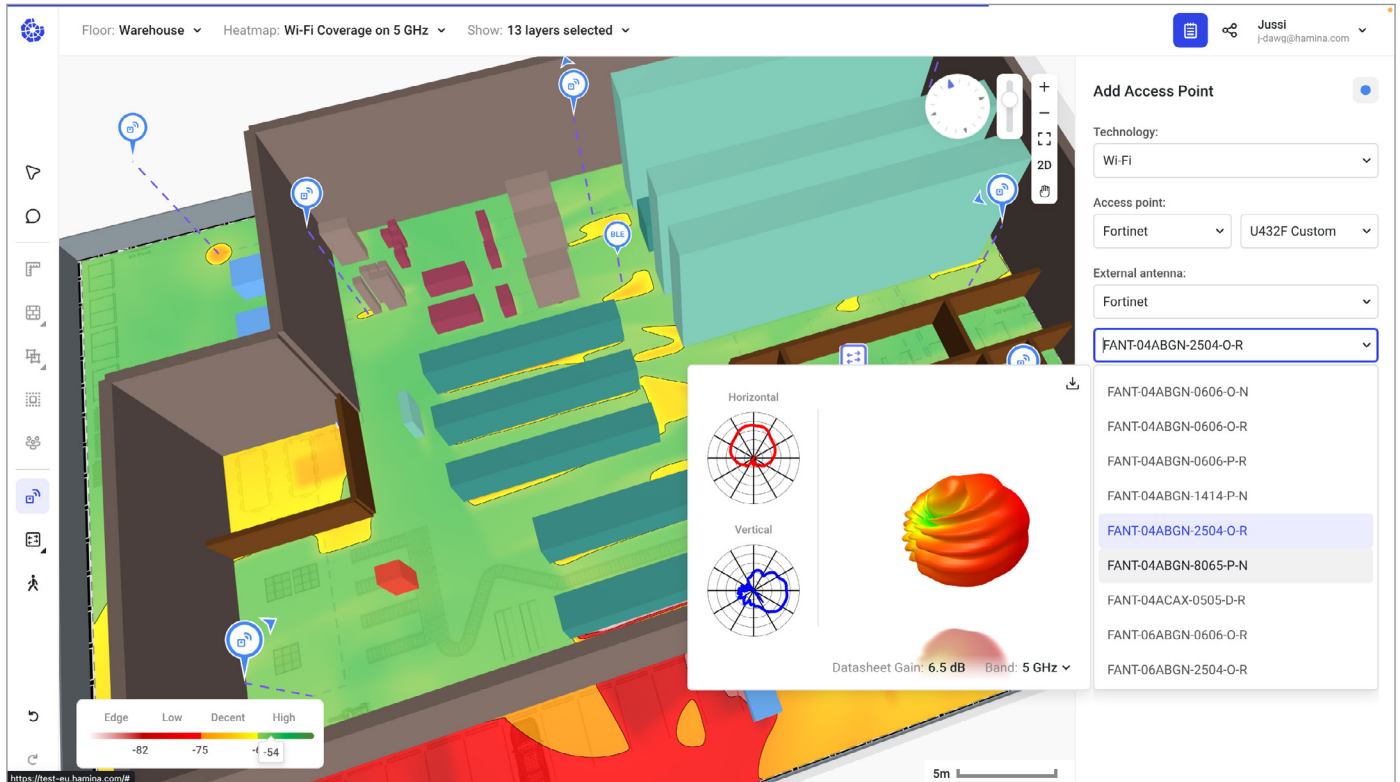 Floor: Warehouse
Heatmap: Wi-Fi Coverage on 5 GHz
Show: 13 layers selected
Jussi
j-dawg@hamina.com
2D
BLE
Add Access Point
Technology:
Wi-Fi
Access point:
Fortinet
U432F Custom
External antenna:
Fortinet
FANT-04ABGN-2504-O-R
FANT-04ABGN-0606-O-N
FANT-04ABGN-0606-O-R
FANT-04ABGN-0606-P-R
FANT-04ABGN-1414-P-N
FANT-04ABGN-2504-O-R
FANT-04ABGN-8065-P-N
FANT-04ACAX-0505-D-R
FANT-06ABGN-0606-O-R
FANT-06ABGN-2504-O-R
Horizontal
Vertical
Datasheet Gain: 6.5 dB
Band: 5 GHz
Edge Low Decent High
-82 -75 -54
5m
https://test-eu.hamina.com/#